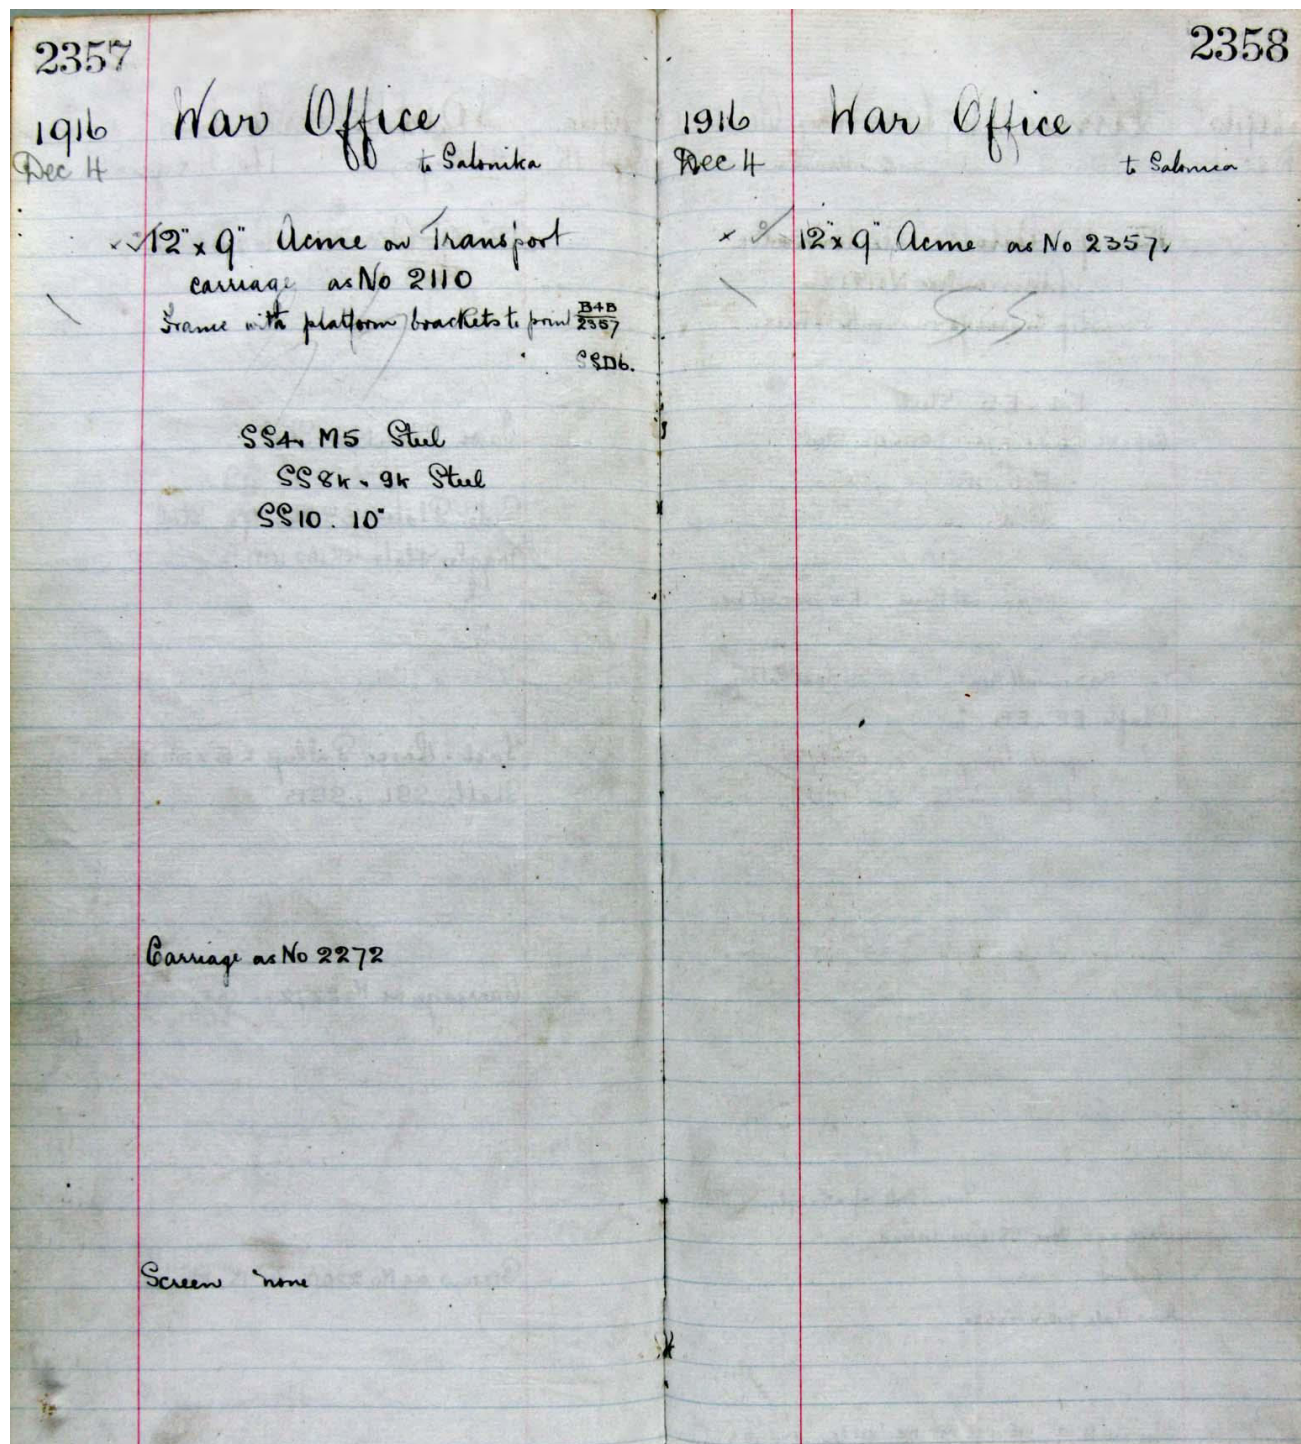 2357
1916 War Office
Dec 4 to Salonika
12" x 9" Acme on Transport
carriage as No 2110
Frame with platform brackets to print B4B/2357
SSD6.
SS4. M5 Steel
SS8K. 9K Steel
SS10. 10"
Carriage as No 2272
Screen none
2358
1916 War Office
Dec 4 to Salonica
12" x 9" Acme as No 2357.